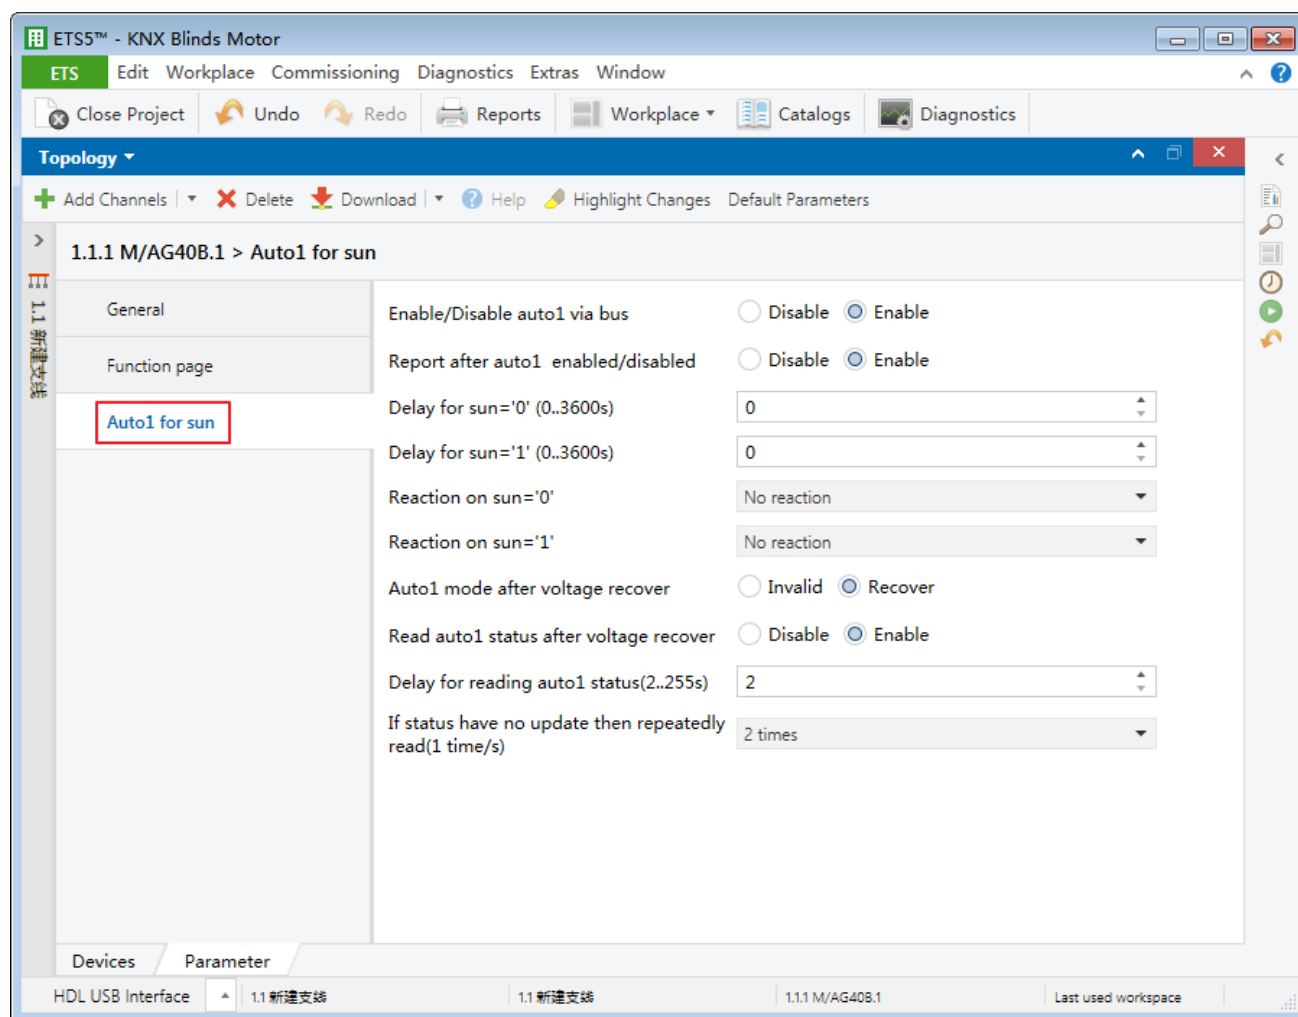 ETS5™ - KNX Blinds Motor
ETS Edit Workplace Commissioning Diagnostics Extras Window
Close Project Undo Redo Reports Workplace Catalogs Diagnostics
Topology
Add Channels Delete Download Help Highlight Changes Default Parameters
1.1.1 M/AG40B.1 > Auto1 for sun
1.1 新建支线
General
Function page
Auto1 for sun
Enable/Disable auto1 via bus Disable Enable
Report after auto1 enabled/disabled Disable Enable
Delay for sun='0' (0..3600s) 0
Delay for sun='1' (0..3600s) 0
Reaction on sun='0' No reaction
Reaction on sun='1' No reaction
Auto1 mode after voltage recover Invalid Recover
Read auto1 status after voltage recover Disable Enable
Delay for reading auto1 status(2..255s) 2
If status have no update then repeatedly
read(1 time/s) 2 times
Devices Parameter
HDL USB Interface 1.1 新建支线 1.1 新建支线 1.1.1 M/AG40B.1 Last used workspace